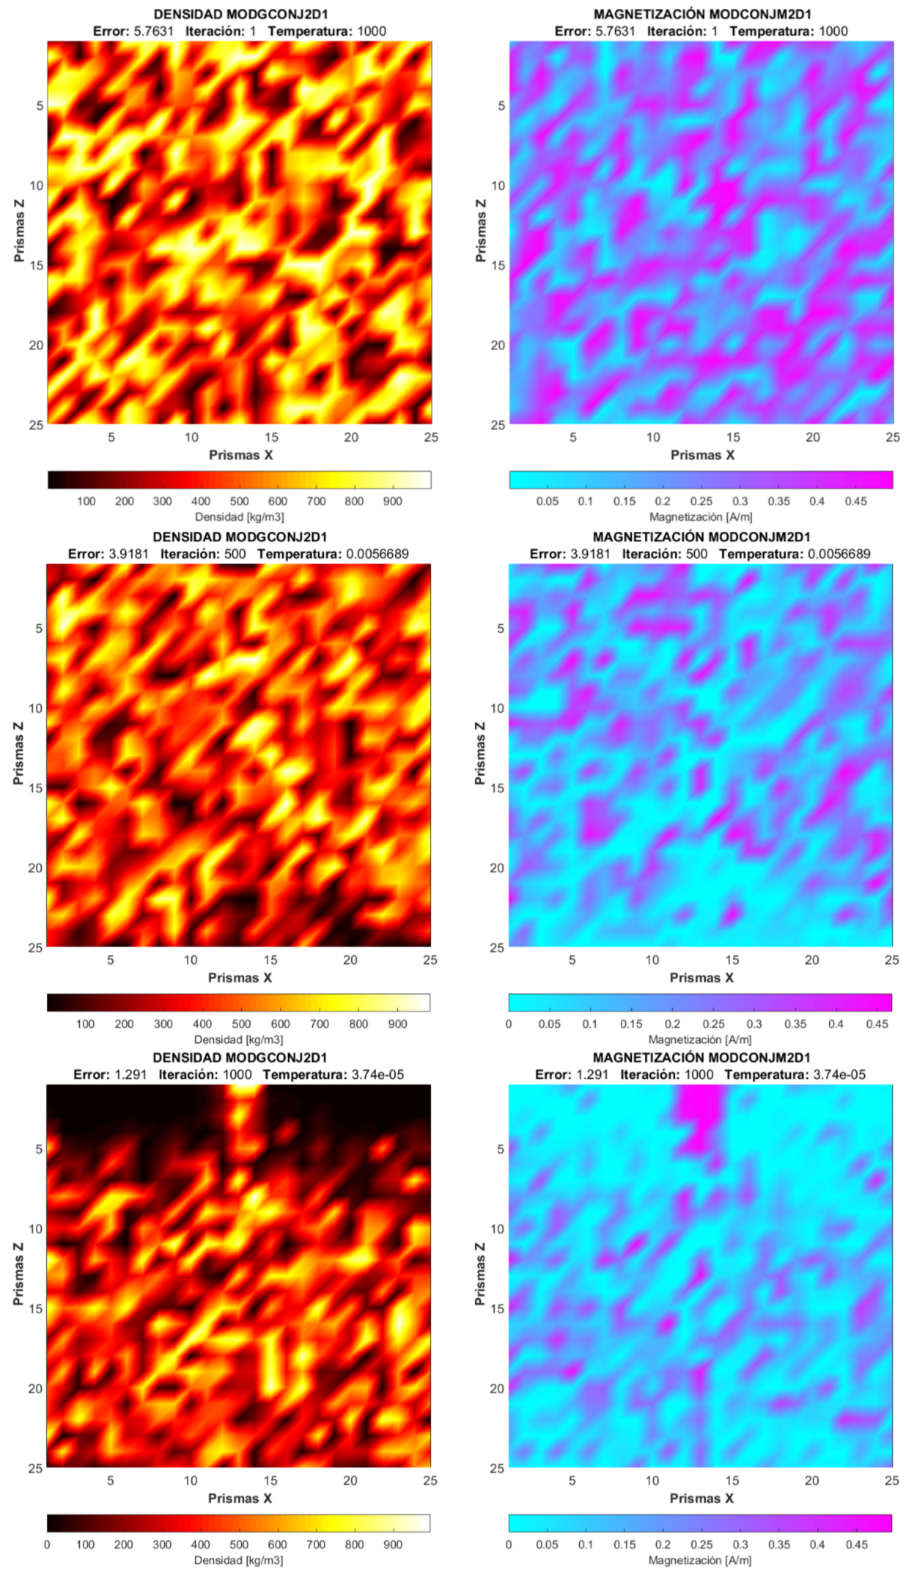 DENSIDAD MODGCONJ2D1
Error: 5.7631 Iteración: 1 Temperatura: 1000
5
10
15
20
25
Prismas Z
5 10 15 20 25
Prismas X
100 200 300 400 500 600 700 800 900
Densidad [kg/m3]
MAGNETIZACIÓN MODCONJM2D1
Error: 5.7631 Iteración: 1 Temperatura: 1000
5
10
15
20
25
Prismas Z
5 10 15 20 25
Prismas X
0.05 0.1 0.15 0.2 0.25 0.3 0.35 0.4 0.45
Magnetización [A/m]
DENSIDAD MODGCONJ2D1
Error: 3.9181 Iteración: 500 Temperatura: 0.0056689
5
10
15
20
25
Prismas Z
5 10 15 20 25
Prismas X
100 200 300 400 500 600 700 800 900
Densidad [kg/m3]
MAGNETIZACIÓN MODCONJM2D1
Error: 3.9181 Iteración: 500 Temperatura: 0.0056689
5
10
15
20
25
Prismas Z
5 10 15 20 25
Prismas X
0 0.05 0.1 0.15 0.2 0.25 0.3 0.35 0.4 0.45
Magnetización [A/m]
DENSIDAD MODGCONJ2D1
Error: 1.291 Iteración: 1000 Temperatura: 3.74e-05
5
10
15
20
25
Prismas Z
5 10 15 20 25
Prismas X
0 100 200 300 400 500 600 700 800 900
Densidad [kg/m3]
MAGNETIZACIÓN MODCONJM2D1
Error: 1.291 Iteración: 1000 Temperatura: 3.74e-05
5
10
15
20
25
Prismas Z
5 10 15 20 25
Prismas X
0 0.05 0.1 0.15 0.2 0.25 0.3 0.35 0.4 0.45
Magnetización [A/m]